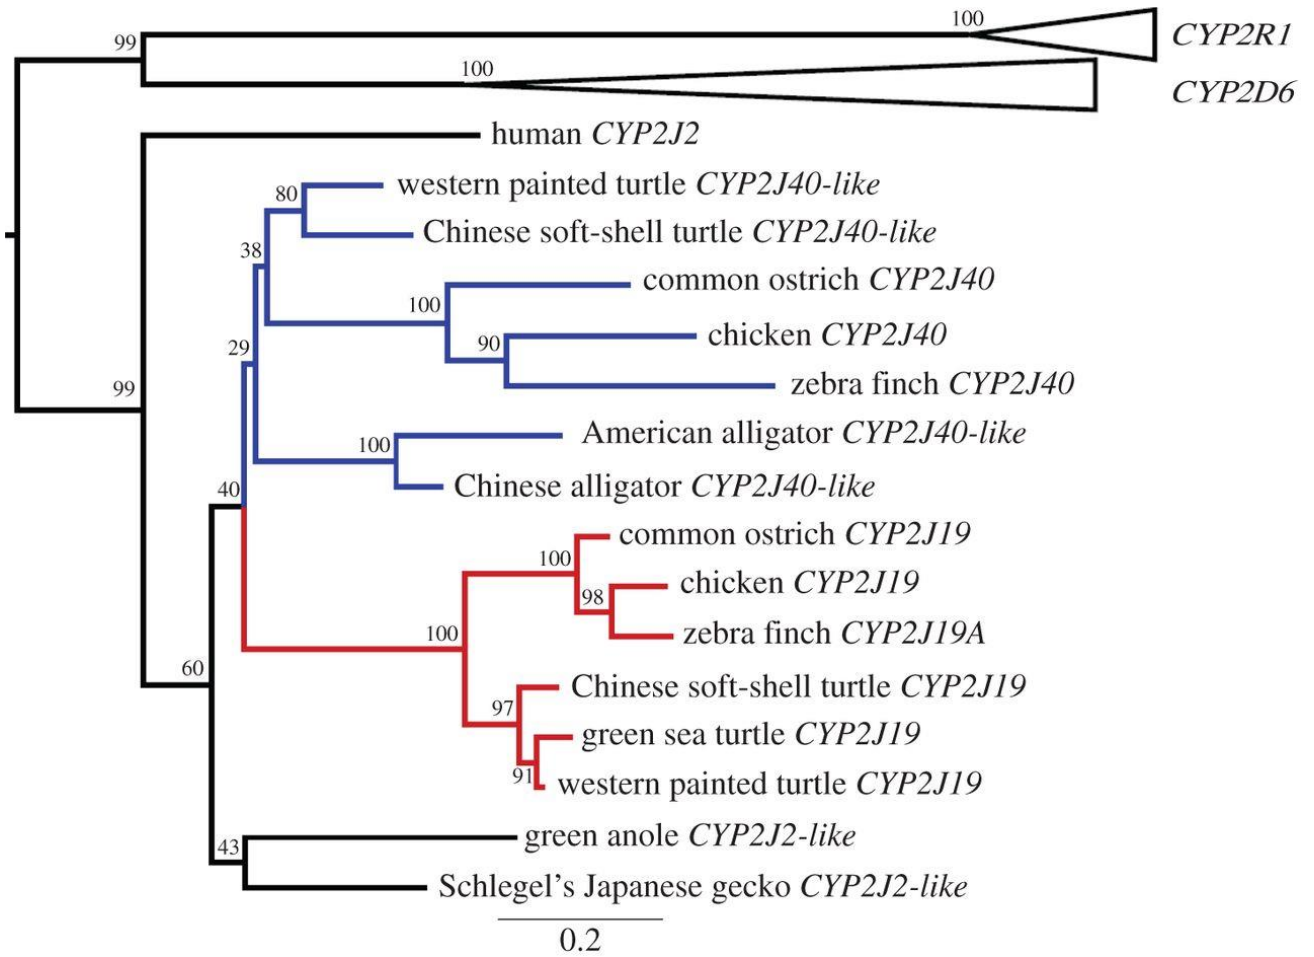 100
CYP2R1
99
100
CYP2D6
human CYP2J2
80
western painted turtle CYP2J40-like
Chinese soft-shell turtle CYP2J40-like
38
common ostrich CYP2J40
100
chicken CYP2J40
90
29
zebra finch CYP2J40
99
American alligator CYP2J40-like
100
Chinese alligator CYP2J40-like
40
common ostrich CYP2J19
100
chicken CYP2J19
98
zebra finch CYP2J19A
100
60
Chinese soft-shell turtle CYP2J19
97
green sea turtle CYP2J19
91
western painted turtle CYP2J19
green anole CYP2J2-like
43
Schlegel’s Japanese gecko CYP2J2-like
0.2